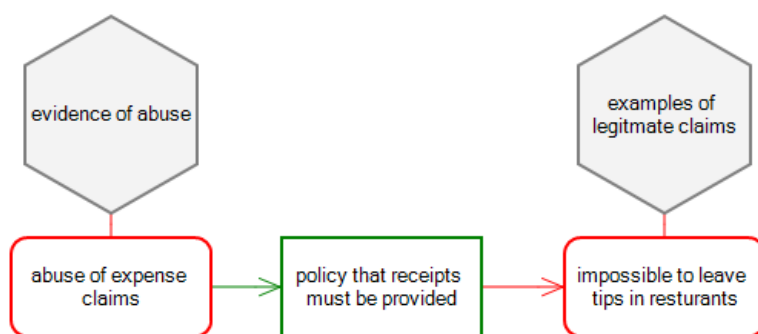 evidence of abuse
examples of
legitmate claims
abuse of expense
claims
policy that receipts
must be provided
impossible to leave
tips in resturants